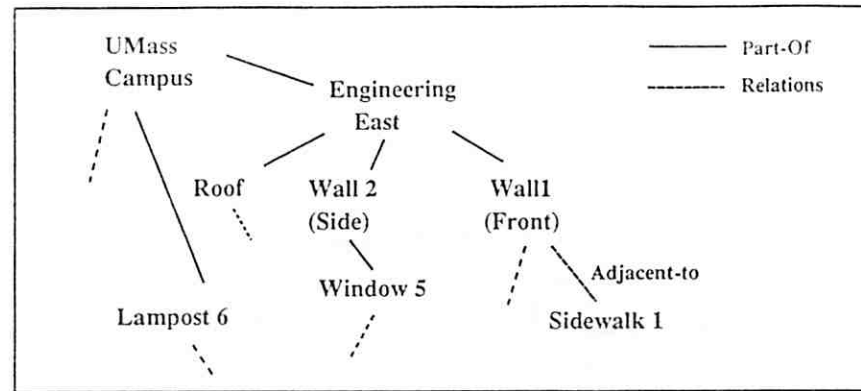 UMass
Campus
Part-Of
Relations
Engineering
East
Roof
Wall 2
(Side)
Wall1
(Front)
Adjacent-to
Window 5
Lampost 6
Sidewalk 1